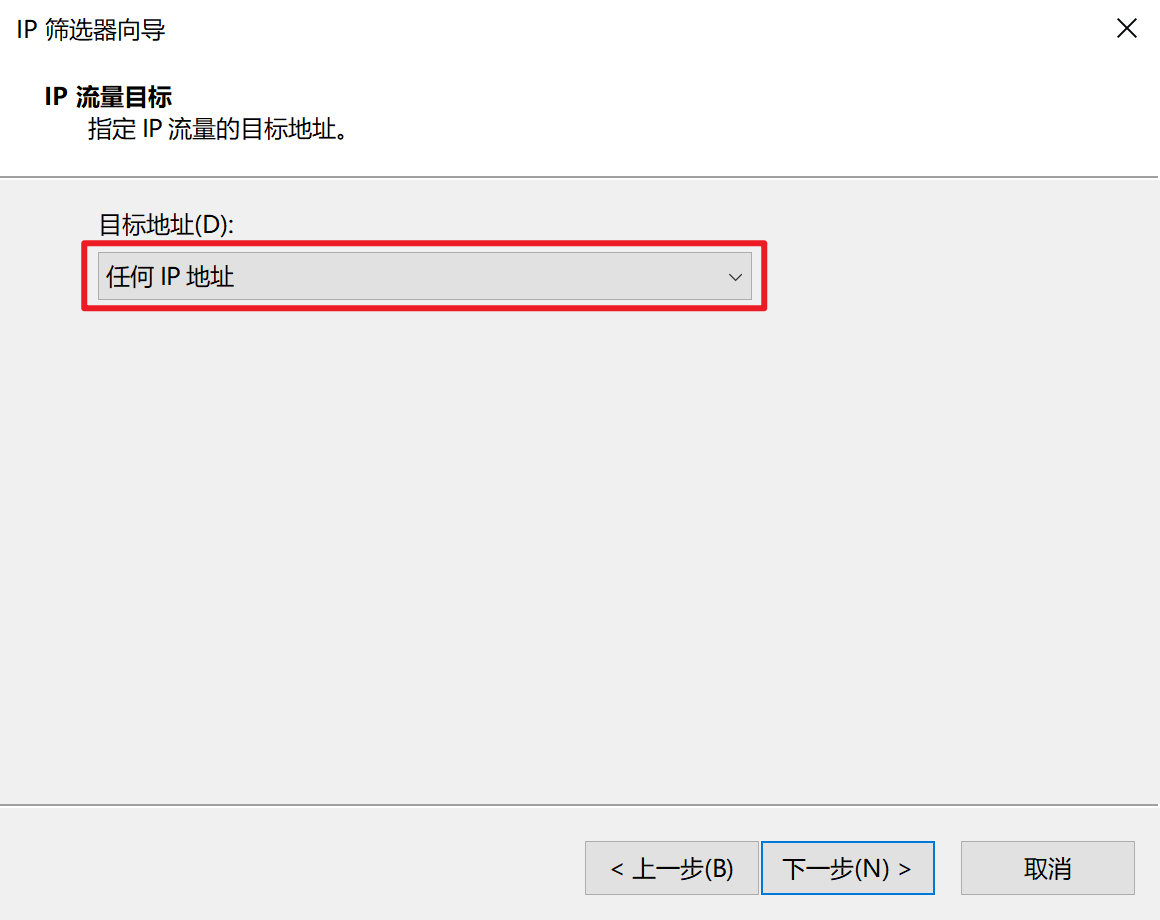 IP 筛选器向导
IP 流量目标
指定 IP 流量的目标地址。
目标地址(D):
任何 IP 地址
< 上一步(B)
下一步(N) >
取消